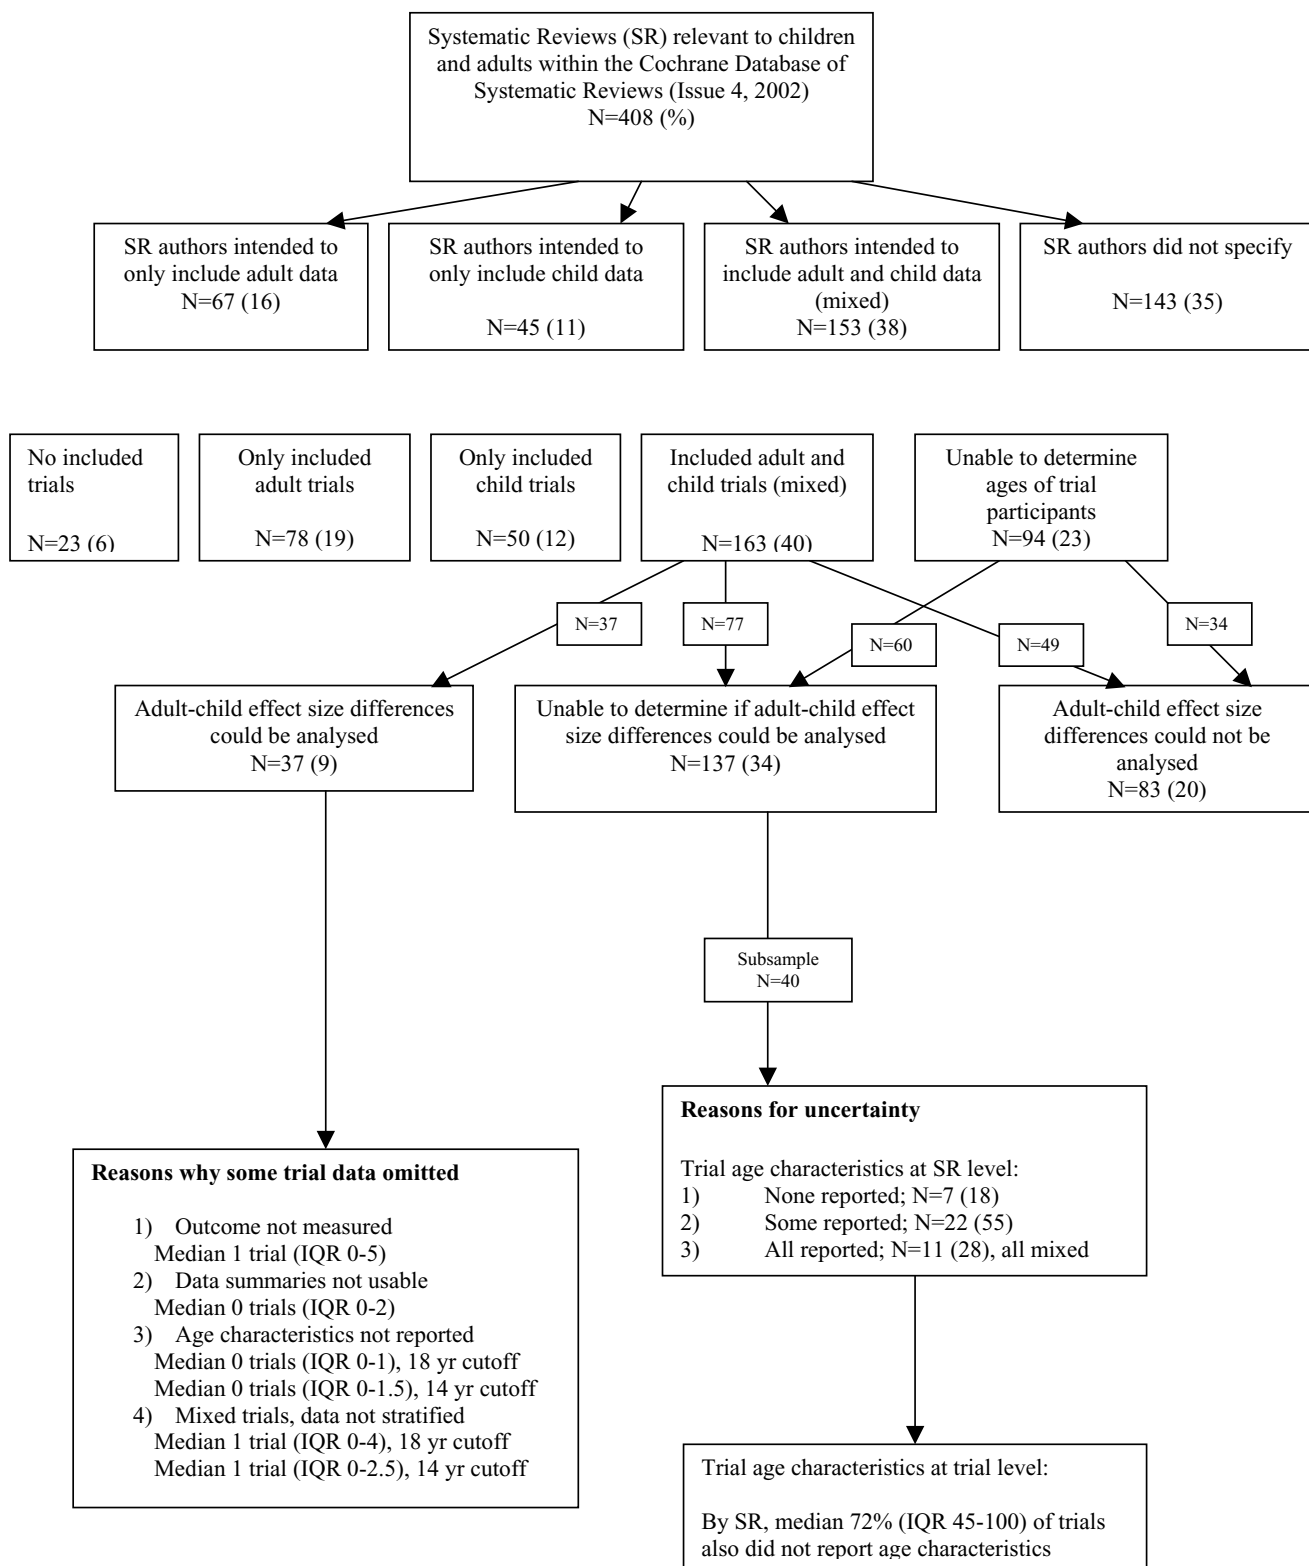 Systematic Reviews (SR) relevant to children
and adults within the Cochrane Database of
Systematic Reviews (Issue 4, 2002)
N=408 (%)
SR authors intended to
only include adult data
N=67 (16)
SR authors intended to
only include child data
N=45 (11)
SR authors intended to
include adult and child data
(mixed)
N=153 (38)
SR authors did not specify
N=143 (35)
No included
trials
N=23 (6)
Only included
adult trials
N=78 (19)
Only included
child trials
N=50 (12)
Included adult and
child trials (mixed)
N=163 (40)
Unable to determine
ages of trial
participants
N=94 (23)
N=37
N=77
N=60
N=49
N=34
Adult-child effect size differences
could be analysed
N=37 (9)
Unable to determine if adult-child effect
size differences could be analysed
N=137 (34)
Adult-child effect size
differences could not be
analysed
N=83 (20)
Subsample
N=40
Reasons why some trial data omitted
1) Outcome not measured
Median 1 trial (IQR 0-5)
2) Data summaries not usable
Median 0 trials (IQR 0-2)
3) Age characteristics not reported
Median 0 trials (IQR 0-1), 18 yr cutoff
Median 0 trials (IQR 0-1.5), 14 yr cutoff
4) Mixed trials, data not stratified
Median 1 trial (IQR 0-4), 18 yr cutoff
Median 1 trial (IQR 0-2.5), 14 yr cutoff
Reasons for uncertainty
Trial age characteristics at SR level:
1) None reported; N=7 (18)
2) Some reported; N=22 (55)
3) All reported; N=11 (28), all mixed
Trial age characteristics at trial level:
By SR, median 72% (IQR 45-100) of trials
also did not report age characteristics